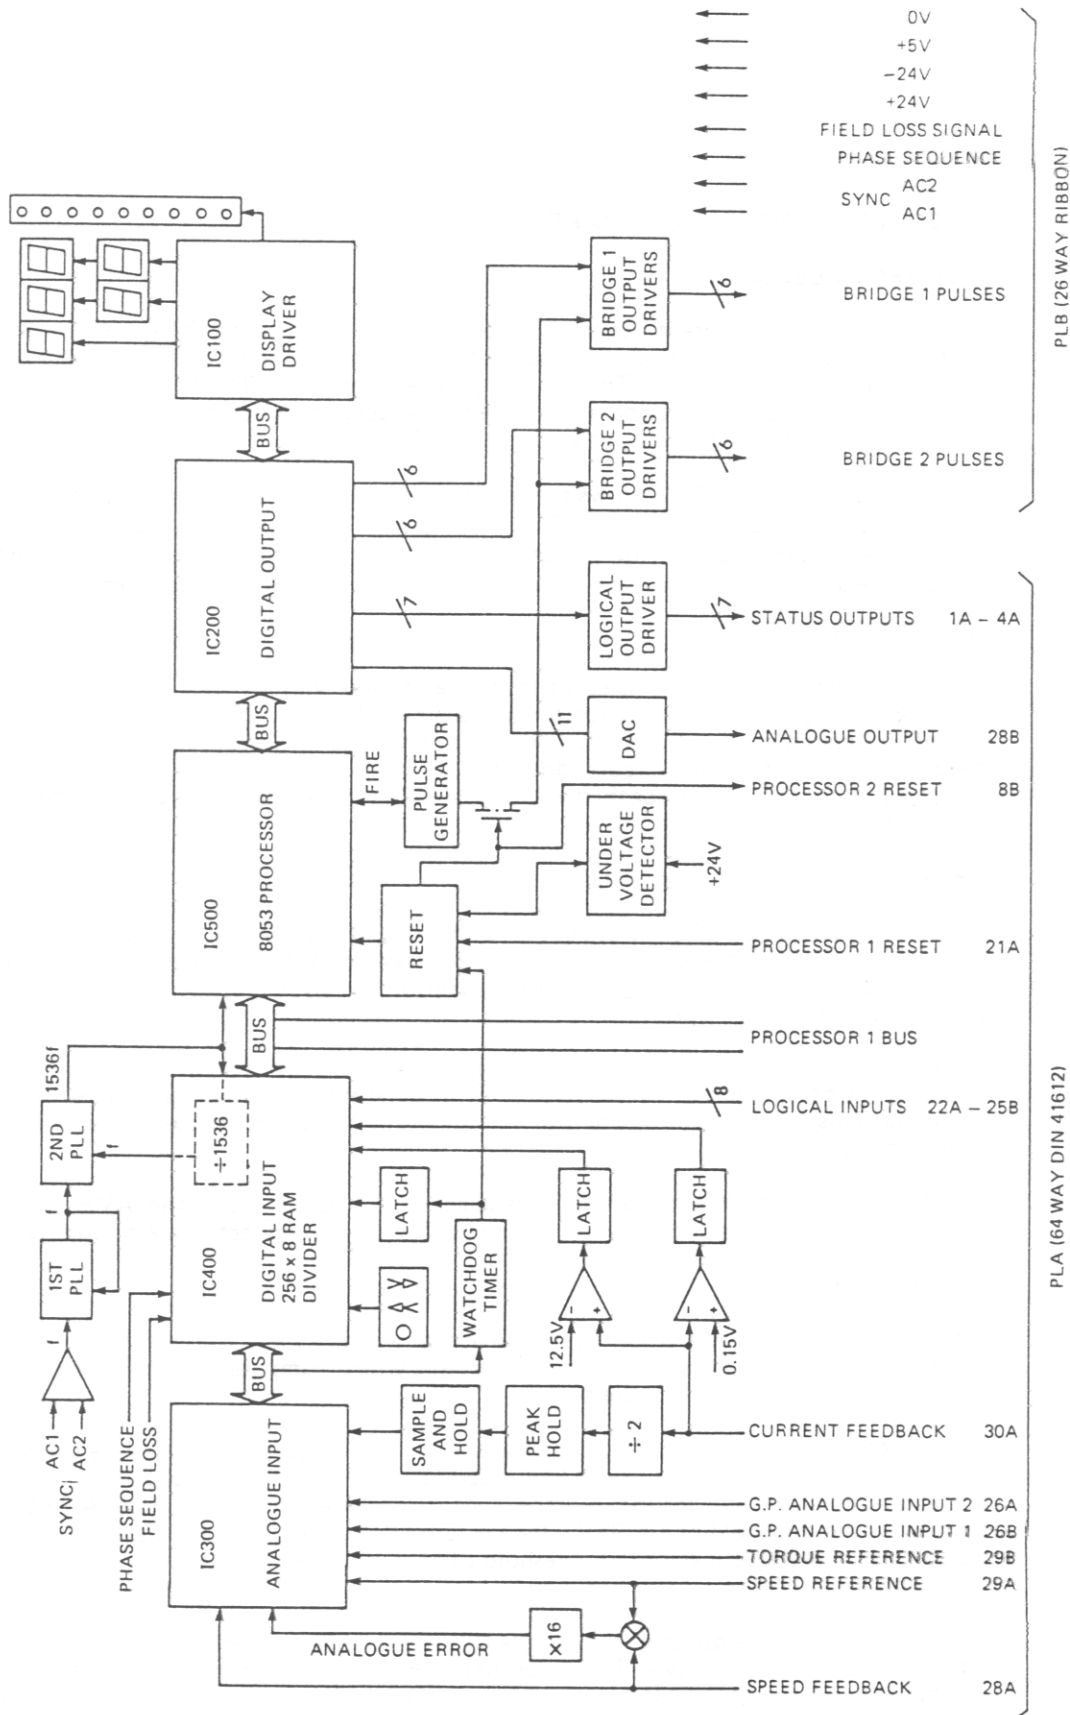 0V
+5V
-24V
+24V
FIELD LOSS SIGNAL
PHASE SEQUENCE
SYNC AC2
AC1
BRIDGE 1 PULSES
BRIDGE 2 PULSES
PLB (26 WAY RIBBON)
STATUS OUTPUTS 1A – 4A
ANALOGUE OUTPUT 28B
PROCESSOR 2 RESET 8B
PROCESSOR 1 RESET 21A
PROCESSOR 1 BUS
LOGICAL INPUTS 22A – 25B
CURRENT FEEDBACK 30A
G.P. ANALOGUE INPUT 2 26A
G.P. ANALOGUE INPUT 1 26B
TORQUE REFERENCE 29B
SPEED REFERENCE 29A
SPEED FEEDBACK 28A
PLA (64 WAY DIN 41612)
IC100
DISPLAY
DRIVER
BUS
IC200
DIGITAL OUTPUT
BUS
IC500
8053 PROCESSOR
BUS
IC400
DIGITAL INPUT
256 x 8 RAM
DIVIDER
÷1536
BUS
IC300
ANALOGUE INPUT
BRIDGE 1
OUTPUT
DRIVERS
6
BRIDGE 2
OUTPUT
DRIVERS
6
6
6
7
LOGICAL
OUTPUT
DRIVER
7
11
DAC
FIRE
PULSE
GENERATOR
UNDER
VOLTAGE
DETECTOR
+24V
RESET
1536f
2ND
PLL
f
f
1ST
PLL
f
SYNC AC1
AC2
PHASE SEQUENCE
FIELD LOSS
8
LATCH
WATCHDOG
TIMER
LATCH
LATCH
-
+
12.5V
-
+
0.15V
SAMPLE
AND
HOLD
PEAK
HOLD
÷ 2
ANALOGUE ERROR
x16